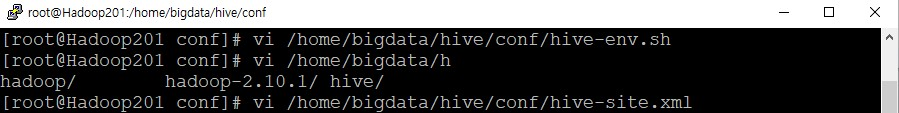 root@Hadoop201:/home/bigdata/hive/conf
[root@Hadoop201 conf]# vi /home/bigdata/hive/conf/hive-env.sh
[root@Hadoop201 conf]# vi /home/bigdata/h
hadoop/        hadoop-2.10.1/ hive/
[root@Hadoop201 conf]# vi /home/bigdata/hive/conf/hive-site.xml